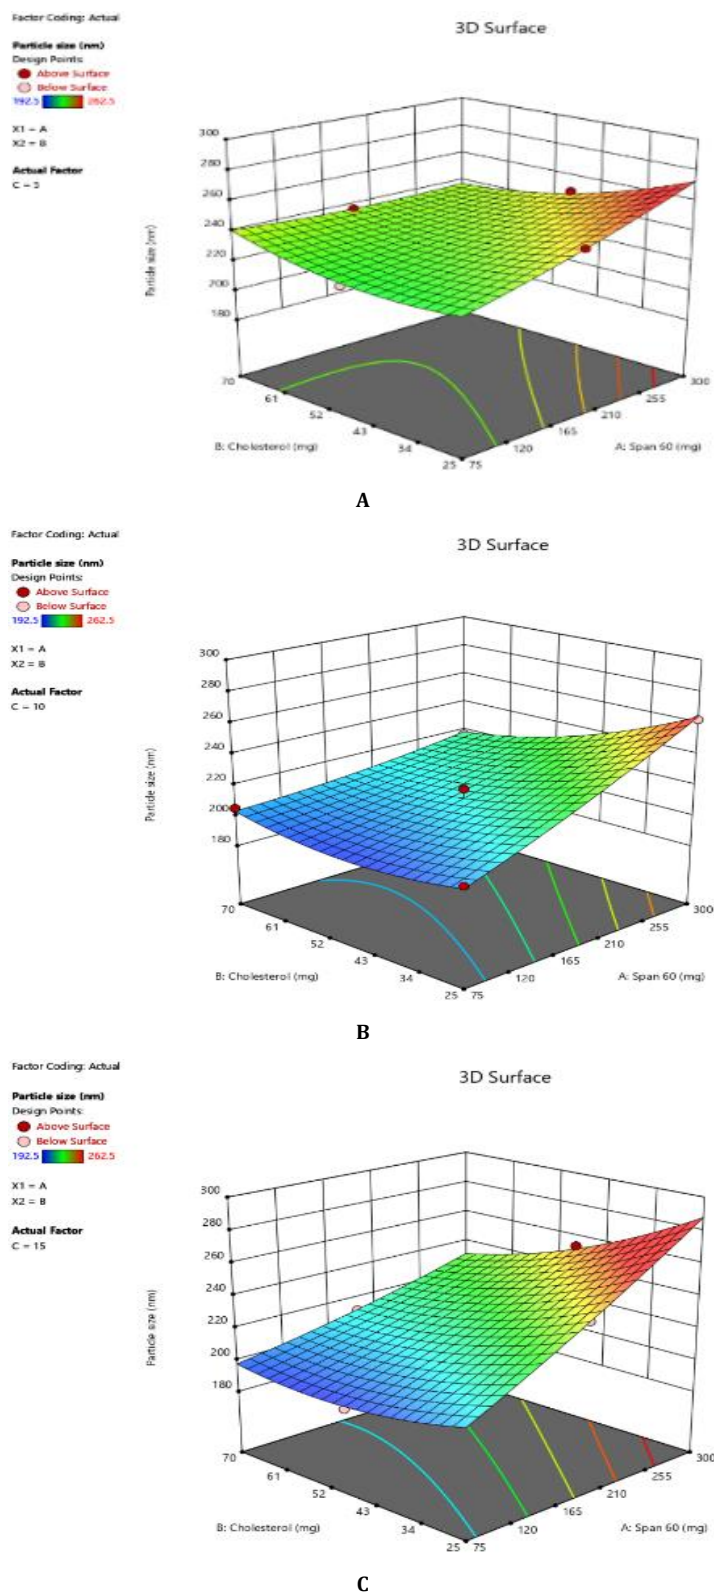 Factor Coding: Actual
3D Surface
Particle size (nm)
Design Points:
Above Surface
Below Surface
192.5 262.5
X1 = A
X2 = B
Actual Factor
C = 5
300
280
260
240
220
200
180
Particle size (nm)
70
61
52
43
34
25
75
120
165
210
255
300
B: Cholesterol (mg)
A: Span 60 (mg)
A
Factor Coding: Actual
3D Surface
Particle size (nm)
Design Points:
Above Surface
Below Surface
192.5 262.5
X1 = A
X2 = B
Actual Factor
C = 10
300
280
260
240
220
200
180
Particle size (nm)
70
61
52
43
34
25
75
120
165
210
255
300
B: Cholesterol (mg)
A: Span 60 (mg)
B
Factor Coding: Actual
3D Surface
Particle size (nm)
Design Points:
Above Surface
Below Surface
192.5 262.5
X1 = A
X2 = B
Actual Factor
C = 15
300
280
260
240
220
200
180
Particle size (nm)
70
61
52
43
34
25
75
120
165
210
255
300
B: Cholesterol (mg)
A: Span 60 (mg)
C